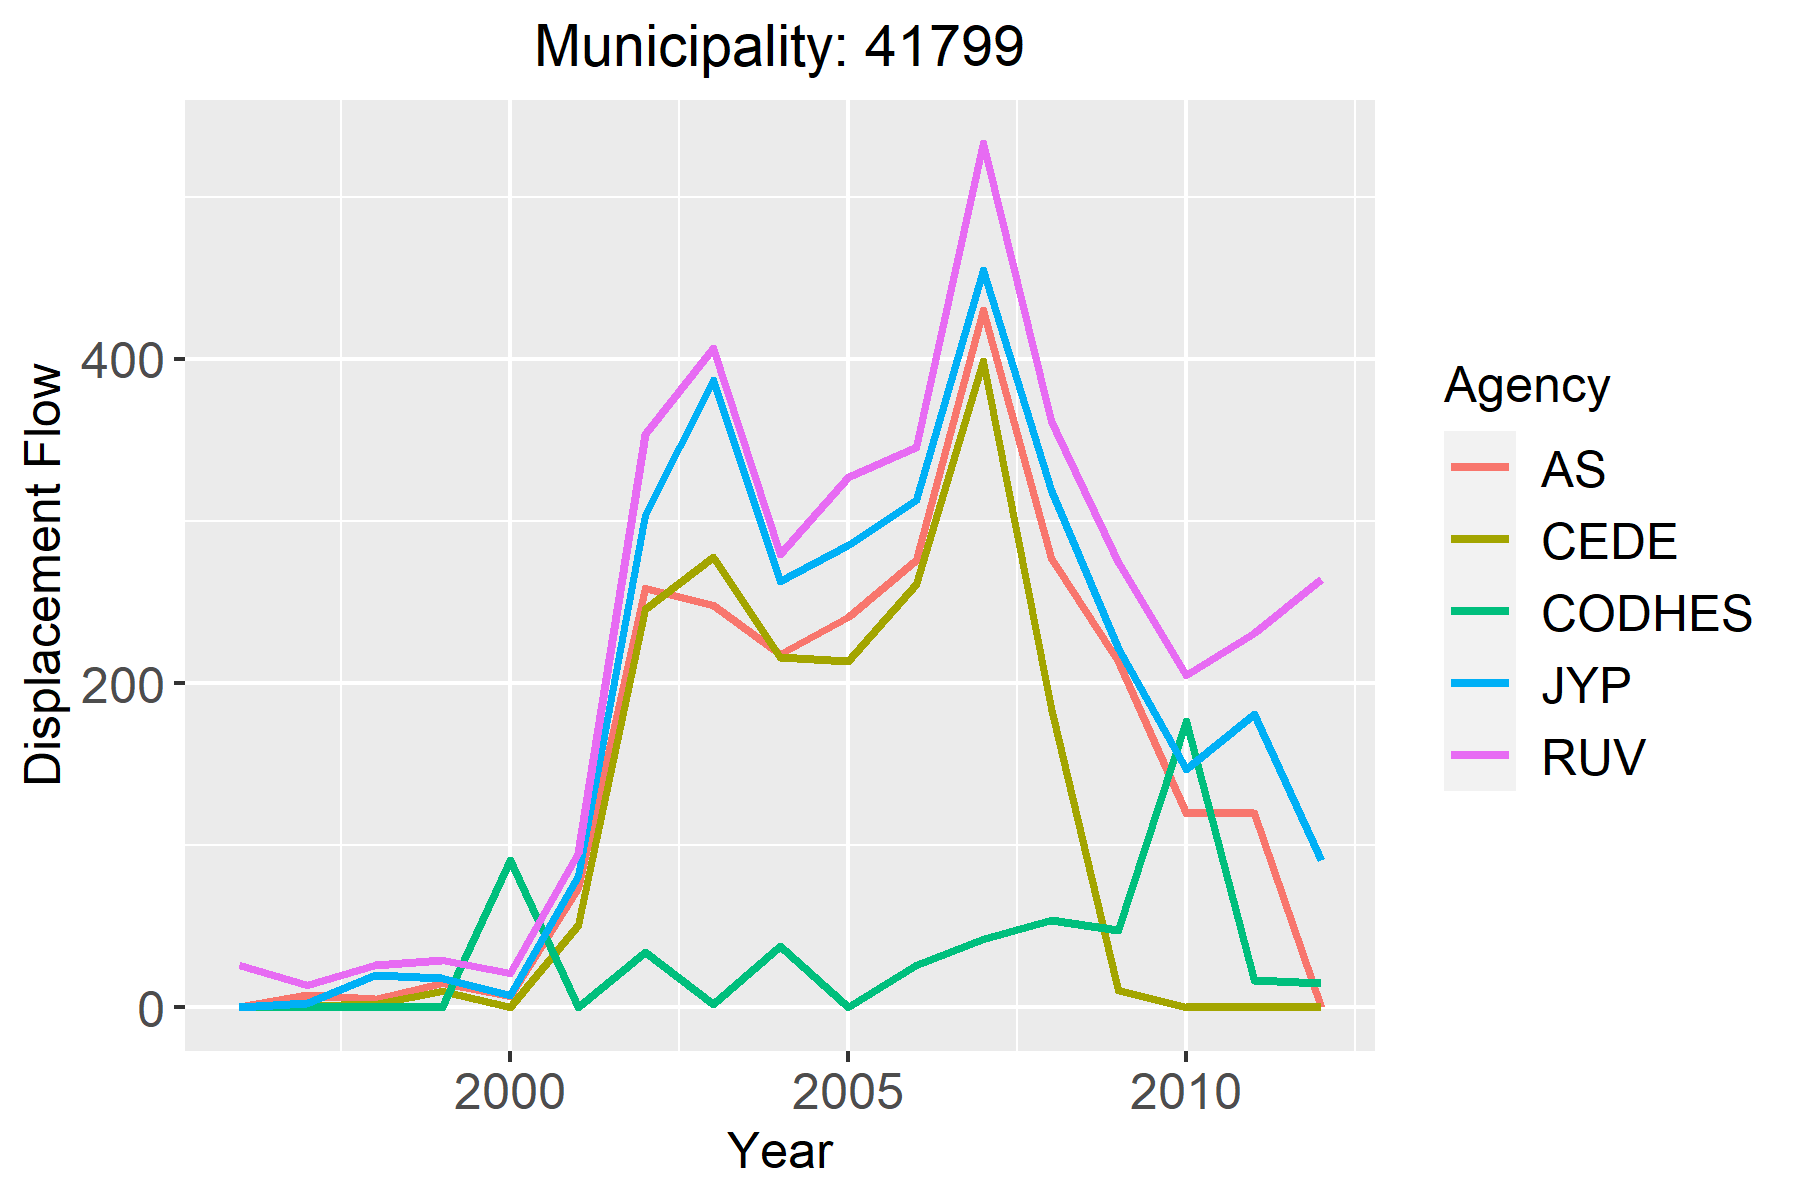 Municipality: 41799
Displacement Flow
400
200
0
2000 2005 2010
Year
Agency
AS
CEDE
CODHES
JYP
RUV